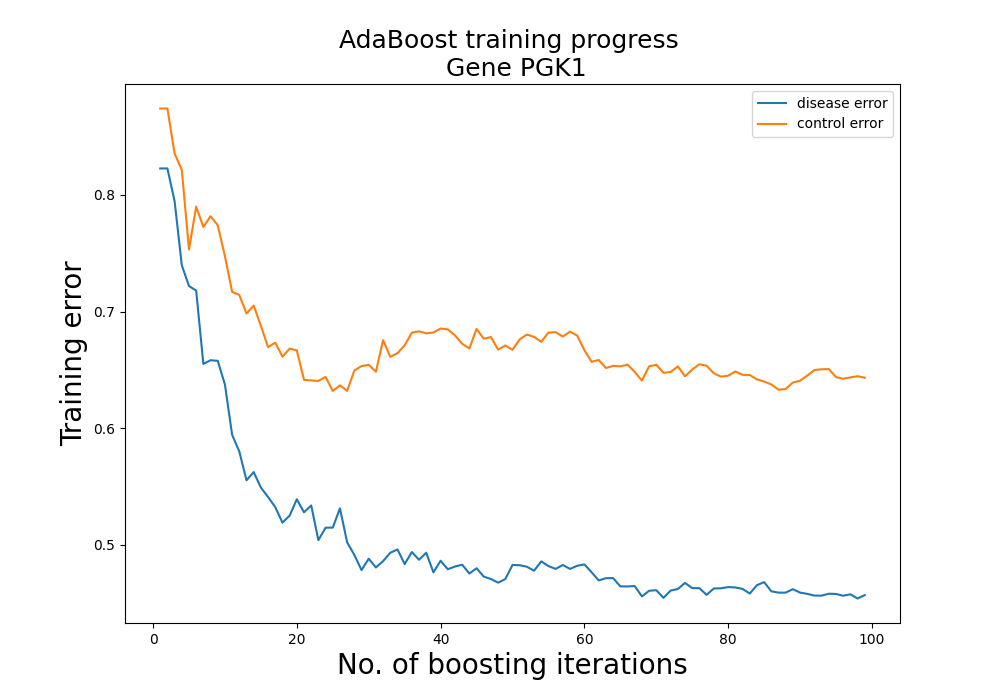 AdaBoost training progress
Gene PGK1
disease error
control error
Training error
0.8
0.7
0.6
0.5
0
20
40
60
80
100
No. of boosting iterations